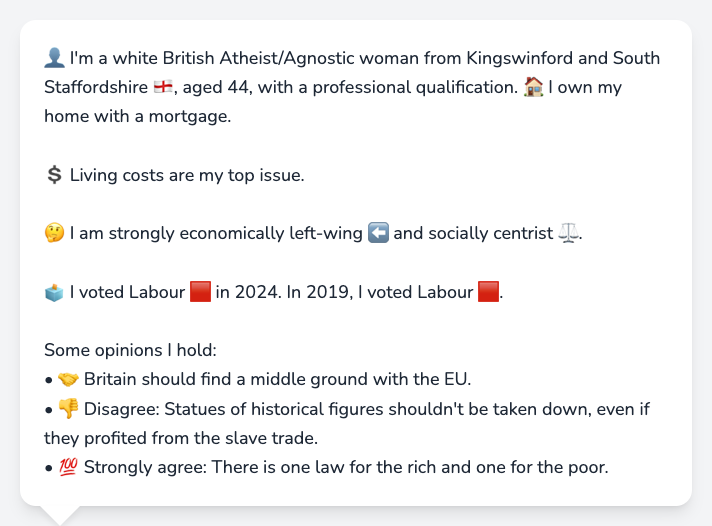 👤 I'm a white British Atheist/Agnostic woman from Kingswinford and South
Staffordshire 🏴󠁧󠁢󠁥󠁮󠁧󠁿, aged 44, with a professional qualification. 🏠 I own my
home with a mortgage.
💲 Living costs are my top issue.
🤔 I am strongly economically left-wing ⬅️ and socially centrist ⚖️.
🗳️ I voted Labour 🟥 in 2024. In 2019, I voted Labour 🟥.
Some opinions I hold:
• 🤝 Britain should find a middle ground with the EU.
• 👎 Disagree: Statues of historical figures shouldn't be taken down, even if
they profited from the slave trade.
• 💯 Strongly agree: There is one law for the rich and one for the poor.